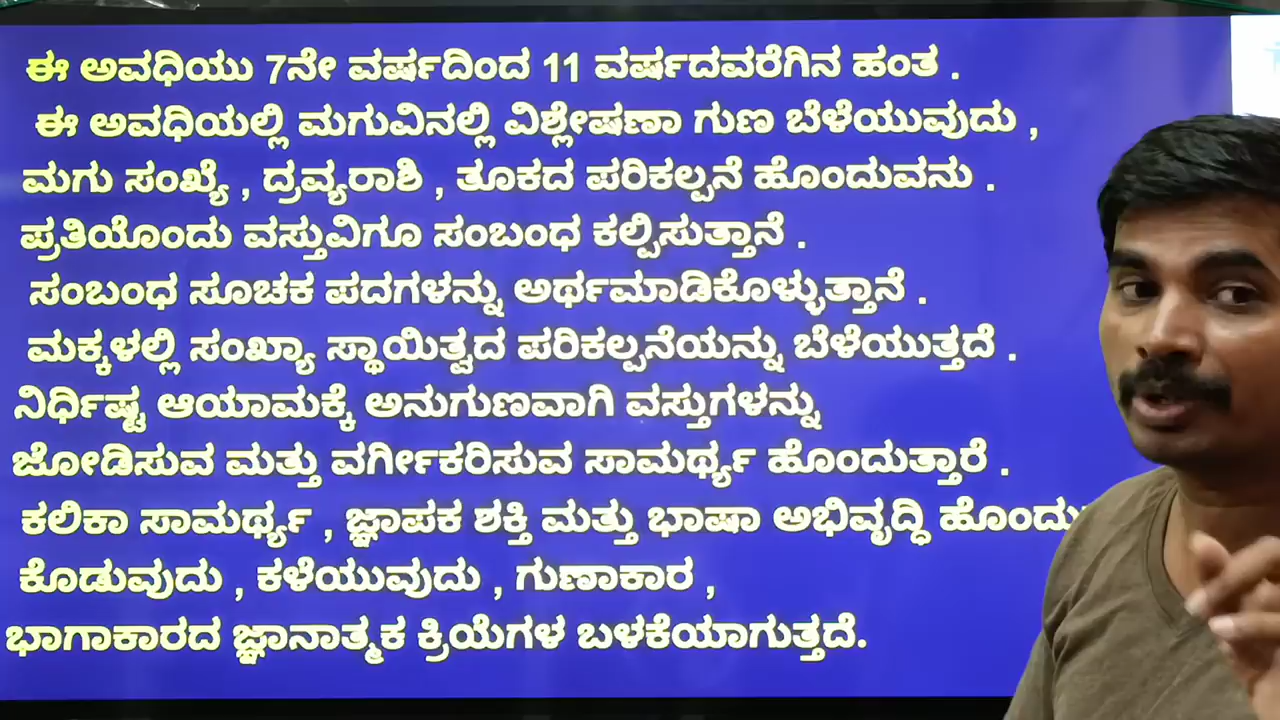 ಈ ಅವಧಿಯು 7ನೇ ವರ್ಷದಿಂದ 11 ವರ್ಷದವರೆಗಿನ ಹಂತ .
ಈ ಅವಧಿಯಲ್ಲಿ ಮಗುವಿನಲ್ಲಿ ವಿಶ್ಲೇಷಣಾ ಗುಣ ಬೆಳೆಯುವುದು ,
ಮಗು ಸಂಖ್ಯೆ , ದ್ರವ್ಯರಾಶಿ , ತೂಕದ ಪರಿಕಲ್ಪನೆ ಹೊಂದುವನು .
ಪ್ರತಿಯೊಂದು ವಸ್ತುವಿಗೂ ಸಂಬಂಧ ಕಲ್ಪಿಸುತ್ತಾನೆ .
ಸಂಬಂಧ ಸೂಚಕ ಪದಗಳನ್ನು ಅರ್ಥಮಾಡಿಕೊಳ್ಳುತ್ತಾನೆ .
ಮಕ್ಕಳಲ್ಲಿ ಸಂಖ್ಯಾ ಸ್ಥಾಯಿತ್ವದ ಪರಿಕಲ್ಪನೆಯನ್ನು ಬೆಳೆಯುತ್ತದೆ .
ನಿರ್ಧಿಷ್ಟ ಆಯಾಮಕ್ಕೆ ಅನುಗುಣವಾಗಿ ವಸ್ತುಗಳನ್ನು
ಜೋಡಿಸುವ ಮತ್ತು ವರ್ಗೀಕರಿಸುವ ಸಾಮರ್ಥ್ಯ ಹೊಂದುತ್ತಾರೆ .
ಕಲಿಕಾ ಸಾಮರ್ಥ್ಯ , ಜ್ಞಾಪಕ ಶಕ್ತಿ ಮತ್ತು ಭಾಷಾ ಅಭಿವೃದ್ಧಿ
ಕೊಡುವುದು , ಕಳೆಯುವುದು , ಗುಣಾಕಾರ ,
ಭಾಗಾಕಾರದ ಜ್ಞಾನಾತ್ಮಕ ಕ್ರಿಯೆಗಳ ಬಳಕೆಯಾಗುತ್ತದೆ.